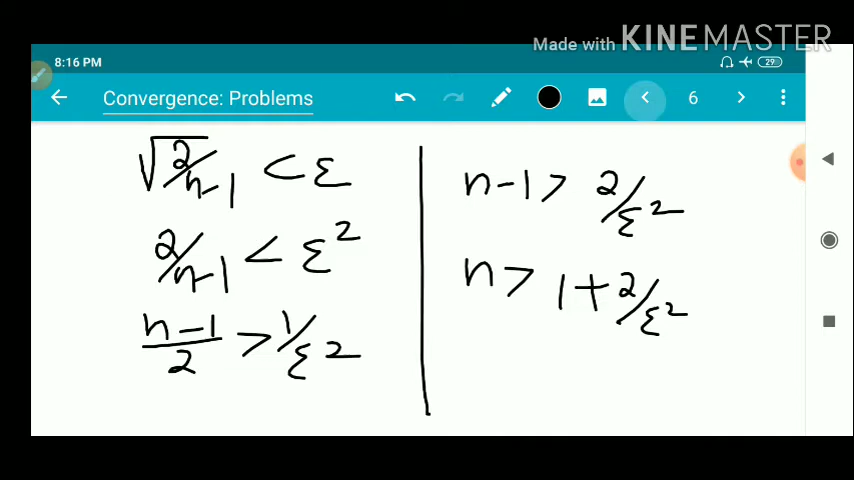 Made with KINEMASTER
8:16 PM
29
Convergence: Problems
6
√2/n-1 < ε
2/n-1 < ε²
n-1/2 > 1/ε²
n-1 > 2/ε²
n > 1+2/ε²